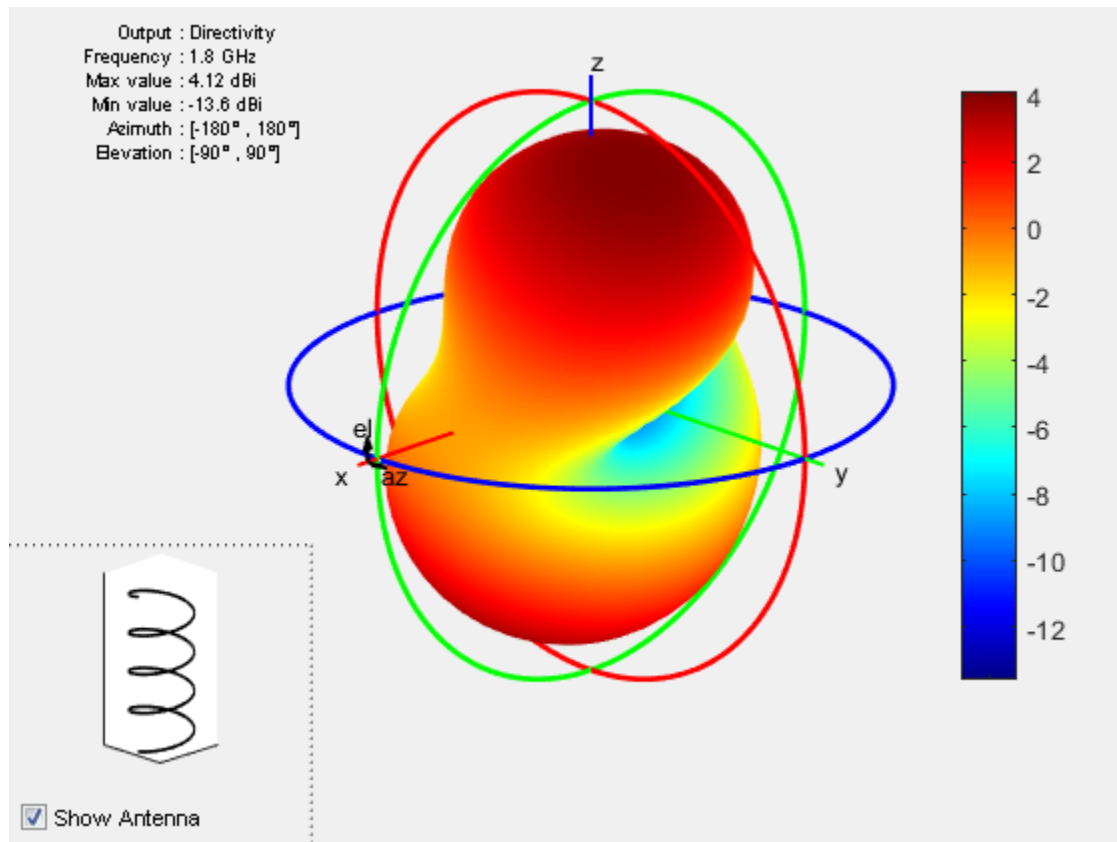 Output : Directivity
Frequency : 1.8 GHz
Max value : 4.12 dBi
Min value : -13.6 dBi
Azimuth : [-180° , 180°]
Elevation : [-90° , 90°]
z
4
2
0
-2
-4
-6
-8
-10
-12
el
x
az
y
Show Antenna